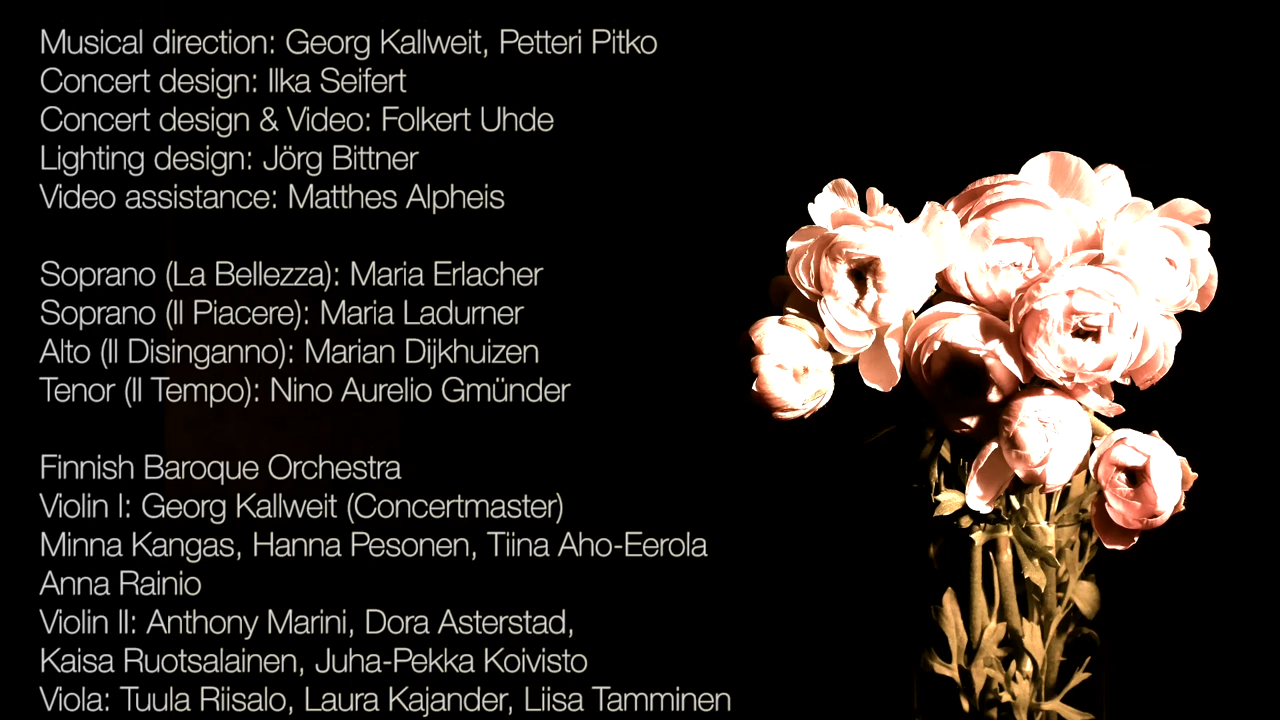 Musical direction: Georg Kallweit, Petteri Pitko
Concert design: Ilka Seifert
Concert design & Video: Folkert Uhde
Lighting design: Jörg Bittner
Video assistance: Matthes Alpheis
Soprano (La Bellezza): Maria Erlacher
Soprano (Il Piacere): Maria Ladurner
Alto (Il Disinganno): Marian Dijkhuizen
Tenor (Il Tempo): Nino Aurelio Gmünder
Finnish Baroque Orchestra
Violin I: Georg Kallweit (Concertmaster)
Minna Kangas, Hanna Pesonen, Tiina Aho-Eerola
Anna Rainio
Violin II: Anthony Marini, Dora Asterstad,
Kaisa Ruotsalainen, Juha-Pekka Koivisto
Viola: Tuula Riisalo, Laura Kajander, Liisa Tamminen